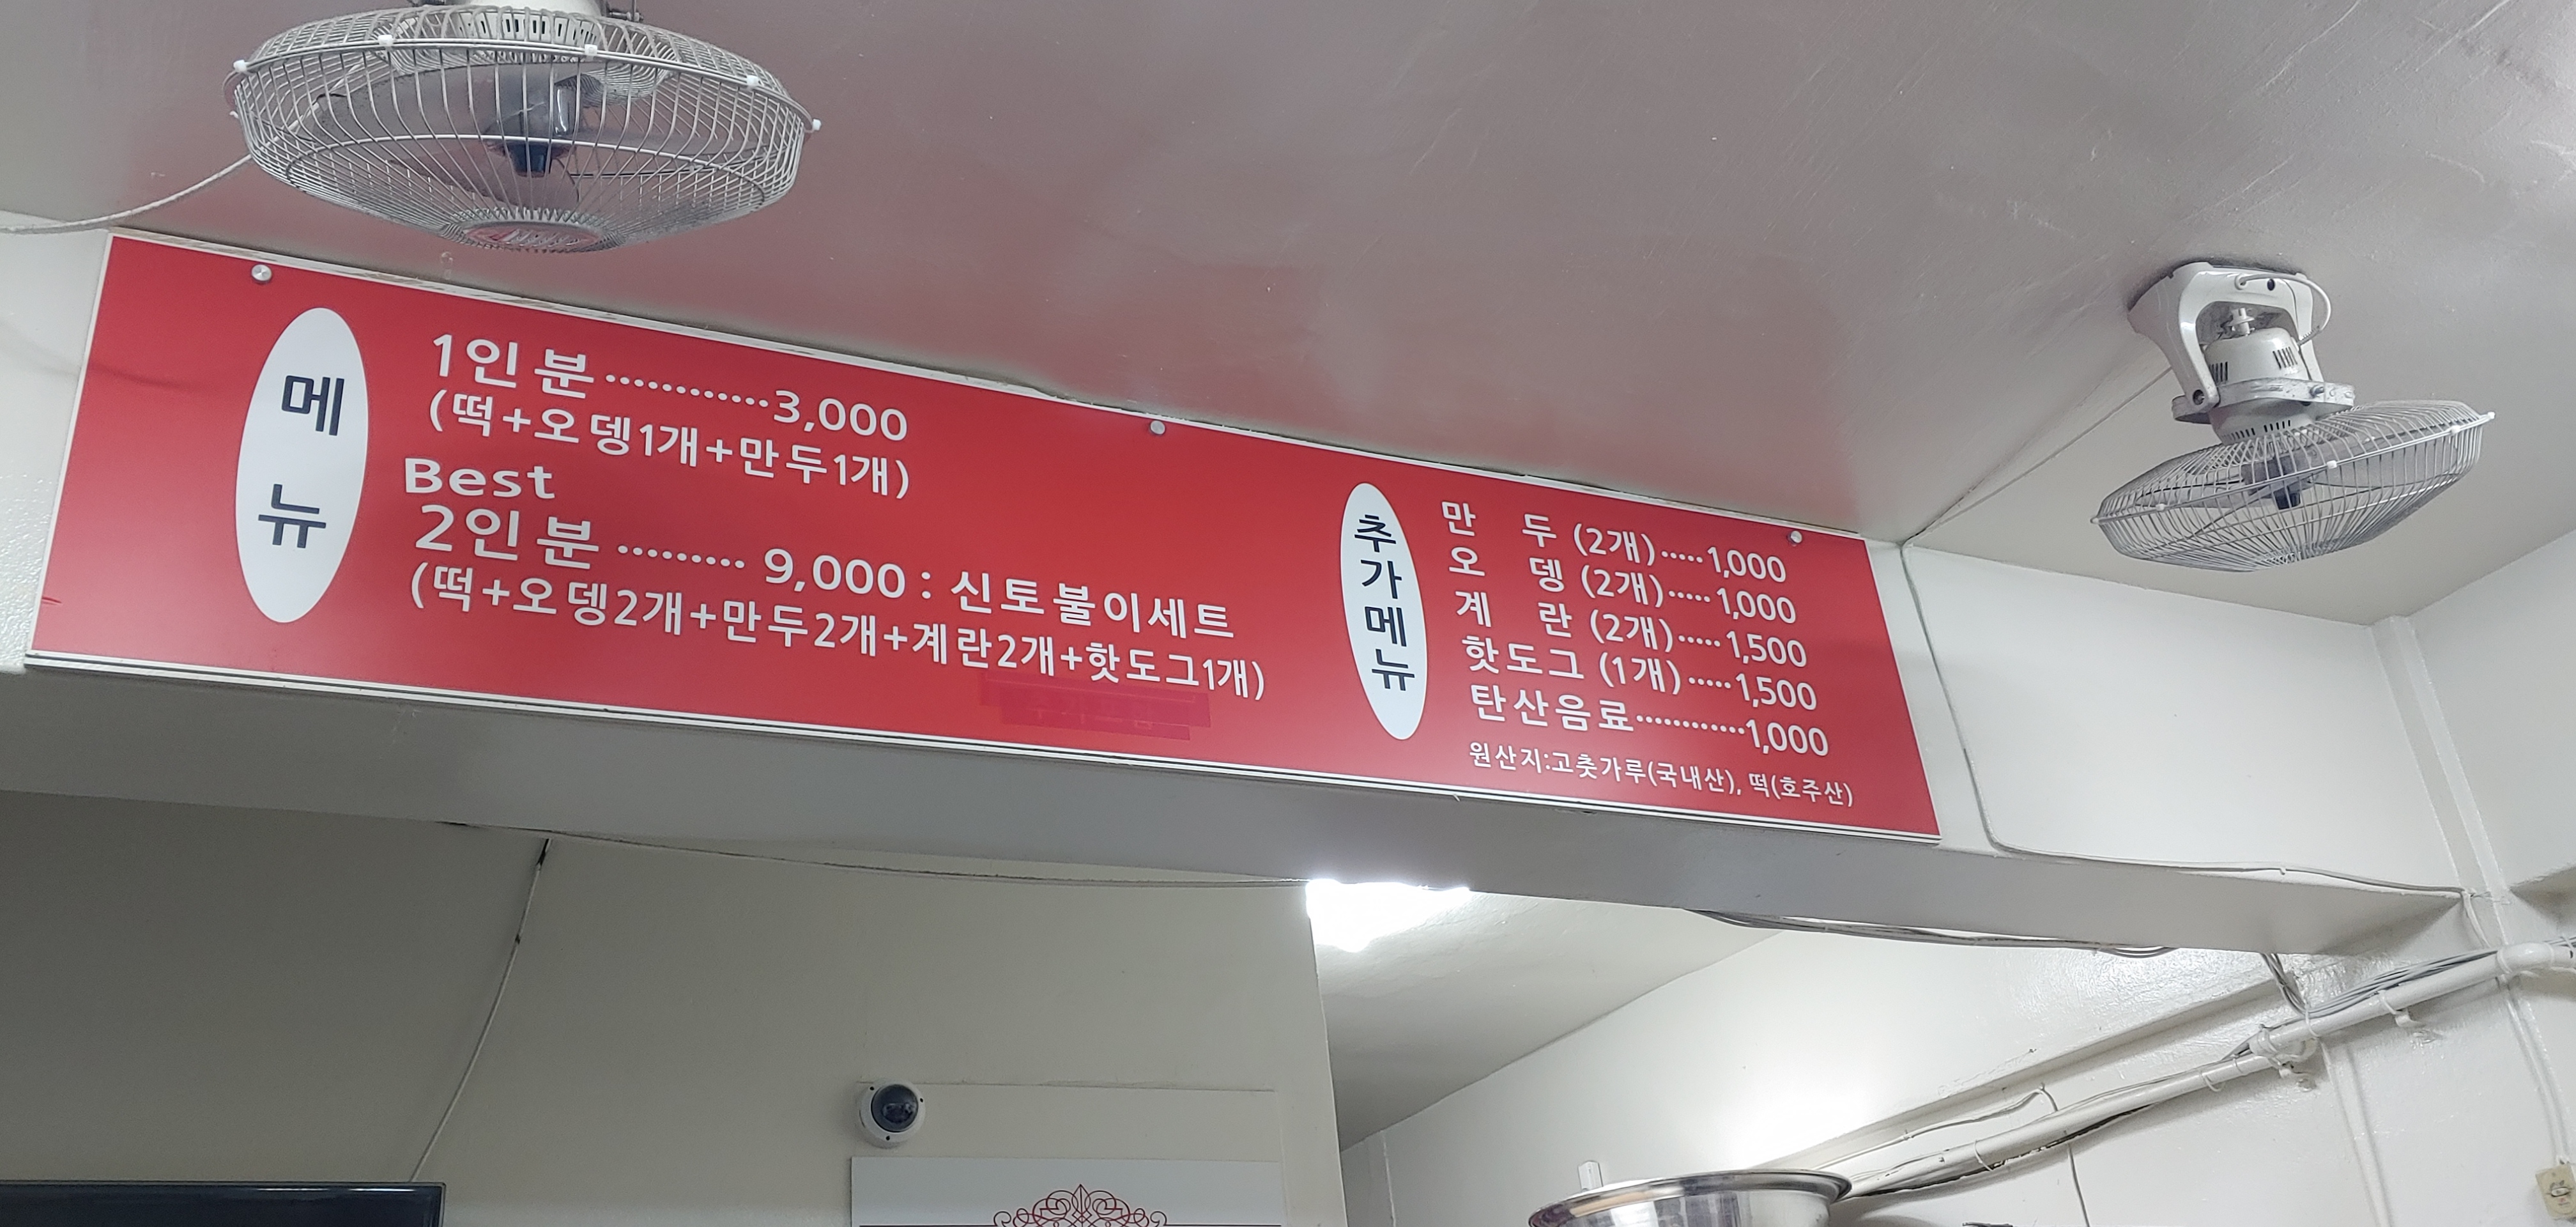 메뉴
1인분············3,000
(떡+오뎅1개+만두1개)
Best
2인분········· 9,000 : 신토불이세트
(떡+오뎅2개+만두2개+계란2개+핫도그1개)
추가메뉴
만 두 (2개)·····1,000
오 뎅 (2개)·····1,000
계 란 (2개)·····1,500
핫도그 (1개)·····1,500
탄산음료···········1,000
원산지:고춧가루(국내산), 떡(호주산)